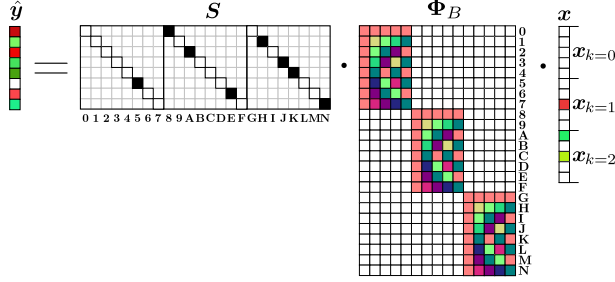 ŷ
S
Φ_B
x
0
1
2
3
4
5
6
7
8
9
A
B
C
D
E
F
G
H
I
J
K
L
M
N
x_{k=0}
x_{k=1}
x_{k=2}
0 1 2 3 4 5 6 7 8 9 A B C D E F G H I J K L M N